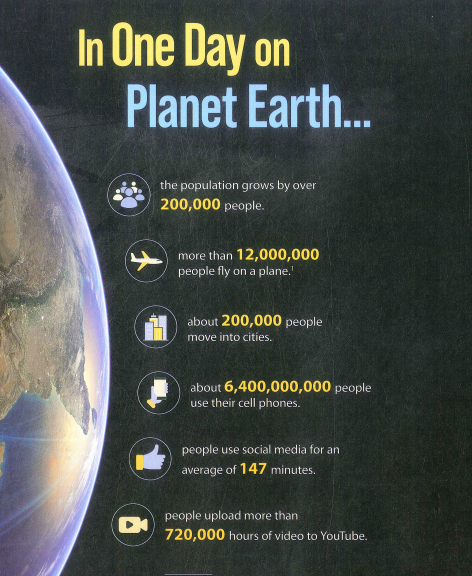 In One Day on
Planet Earth...
the population grows by over
200,000 people.
more than 12,000,000
people fly on a plane.¹
about 200,000 people
move into cities.
about 6,400,000,000 people
use their cell phones.
people use social media for an
average of 147 minutes.
people upload more than
720,000 hours of video to YouTube.